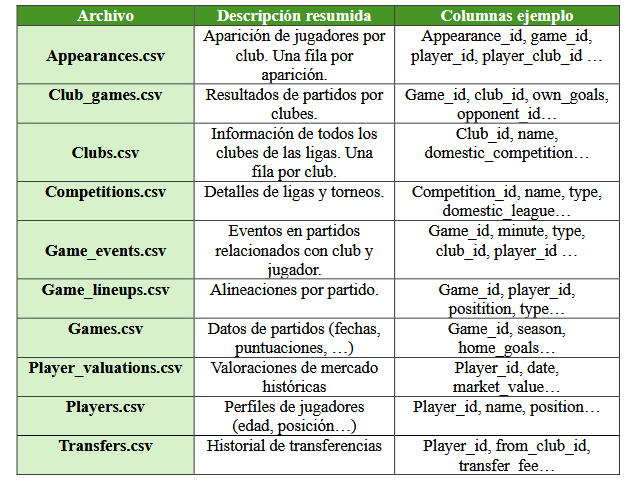 Archivo Descripción resumida Columnas ejemplo
Appearances.csv
Aparición de jugadores por
club. Una fila por
aparición.
Appearance_id, game_id,
player_id, player_club_id …
Club_games.csv
Resultados de partidos por
clubes.
Game_id, club_id, own_goals,
opponent_id…
Clubs.csv
Información de todos los
clubes de las ligas. Una
fila por club.
Club_id, name,
domestic_competition…
Competitions.csv
Detalles de ligas y torneos.
Competition_id, name, type,
domestic_league…
Game_events.csv
Eventos en partidos
relacionados con club y
jugador.
Game_id, minute, type,
club_id, player_id …
Game_lineups.csv
Alineaciones por partido.
Game_id, player_id,
positition, type…
Games.csv
Datos de partidos (fechas,
puntuaciones, …)
Game_id, season,
home_goals…
Player_valuations.csv
Valoraciones de mercado
históricas
Player_id, date,
market_value…
Players.csv
Perfiles de jugadores
(edad, posición…)
Player_id, name, position…
Transfers.csv
Historial de transferencias
Player_id, from_club_id,
transfer_fee…